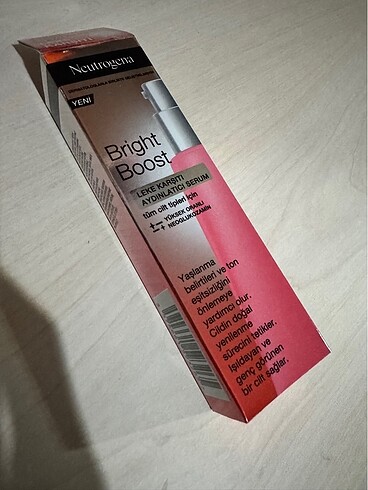 Neutrogena
YENİ
Bright
Boost
LEKE KARŞITI
AYDINLATICI SERUM
tüm cilt tipleri için
YÜKSEK ORANLI
NEOGLUKOZAMİN
Yaşlanma
belirtileri ve ton
eşitsizliğini
önlemeye
yardımcı olur.
Cildin doğal
yenilenme
sürecini tetikler.
Işıldayan ve
genç görünen
bir cilt sağlar.